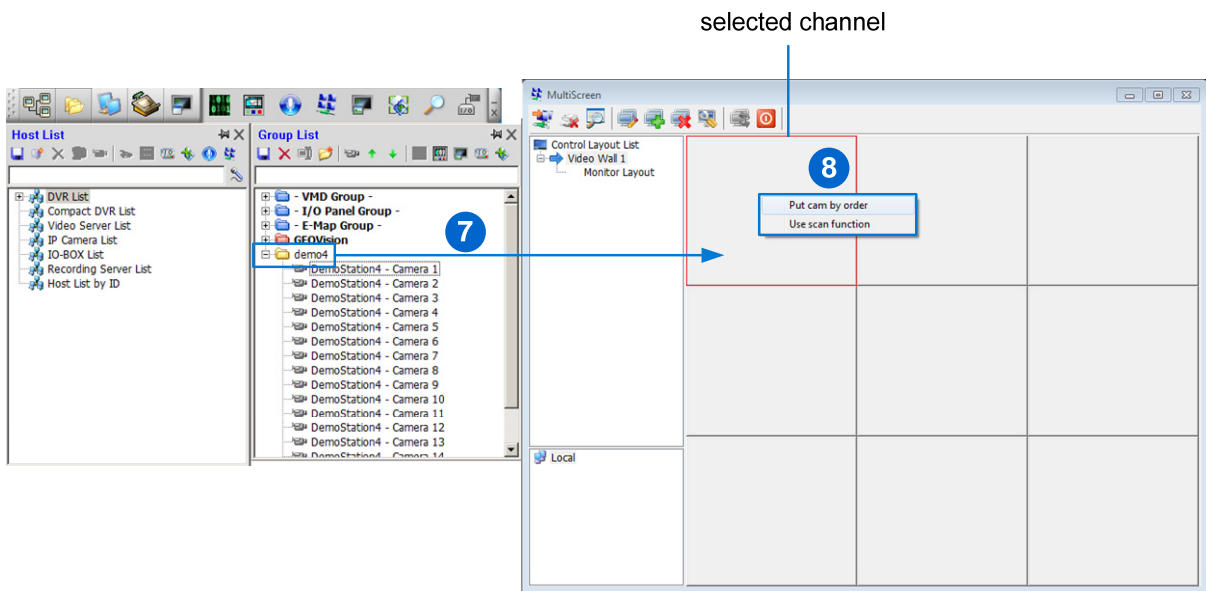 selected channel
Host List
DVR List
Compact DVR List
Video Server List
IP Camera List
IO-BOX List
Recording Server List
Host List by ID
Group List
- VMD Group -
- I/O Panel Group -
- E-Map Group -
GEOVision
demo4
DemoStation4 - Camera 1
DemoStation4 - Camera 2
DemoStation4 - Camera 3
DemoStation4 - Camera 4
DemoStation4 - Camera 5
DemoStation4 - Camera 6
DemoStation4 - Camera 7
DemoStation4 - Camera 8
DemoStation4 - Camera 9
DemoStation4 - Camera 10
DemoStation4 - Camera 11
DemoStation4 - Camera 12
DemoStation4 - Camera 13
DemoStation4 - Camera 14
7
MultiScreen
Control Layout List
Video Wall 1
Monitor Layout
Local
8
Put cam by order
Use scan function